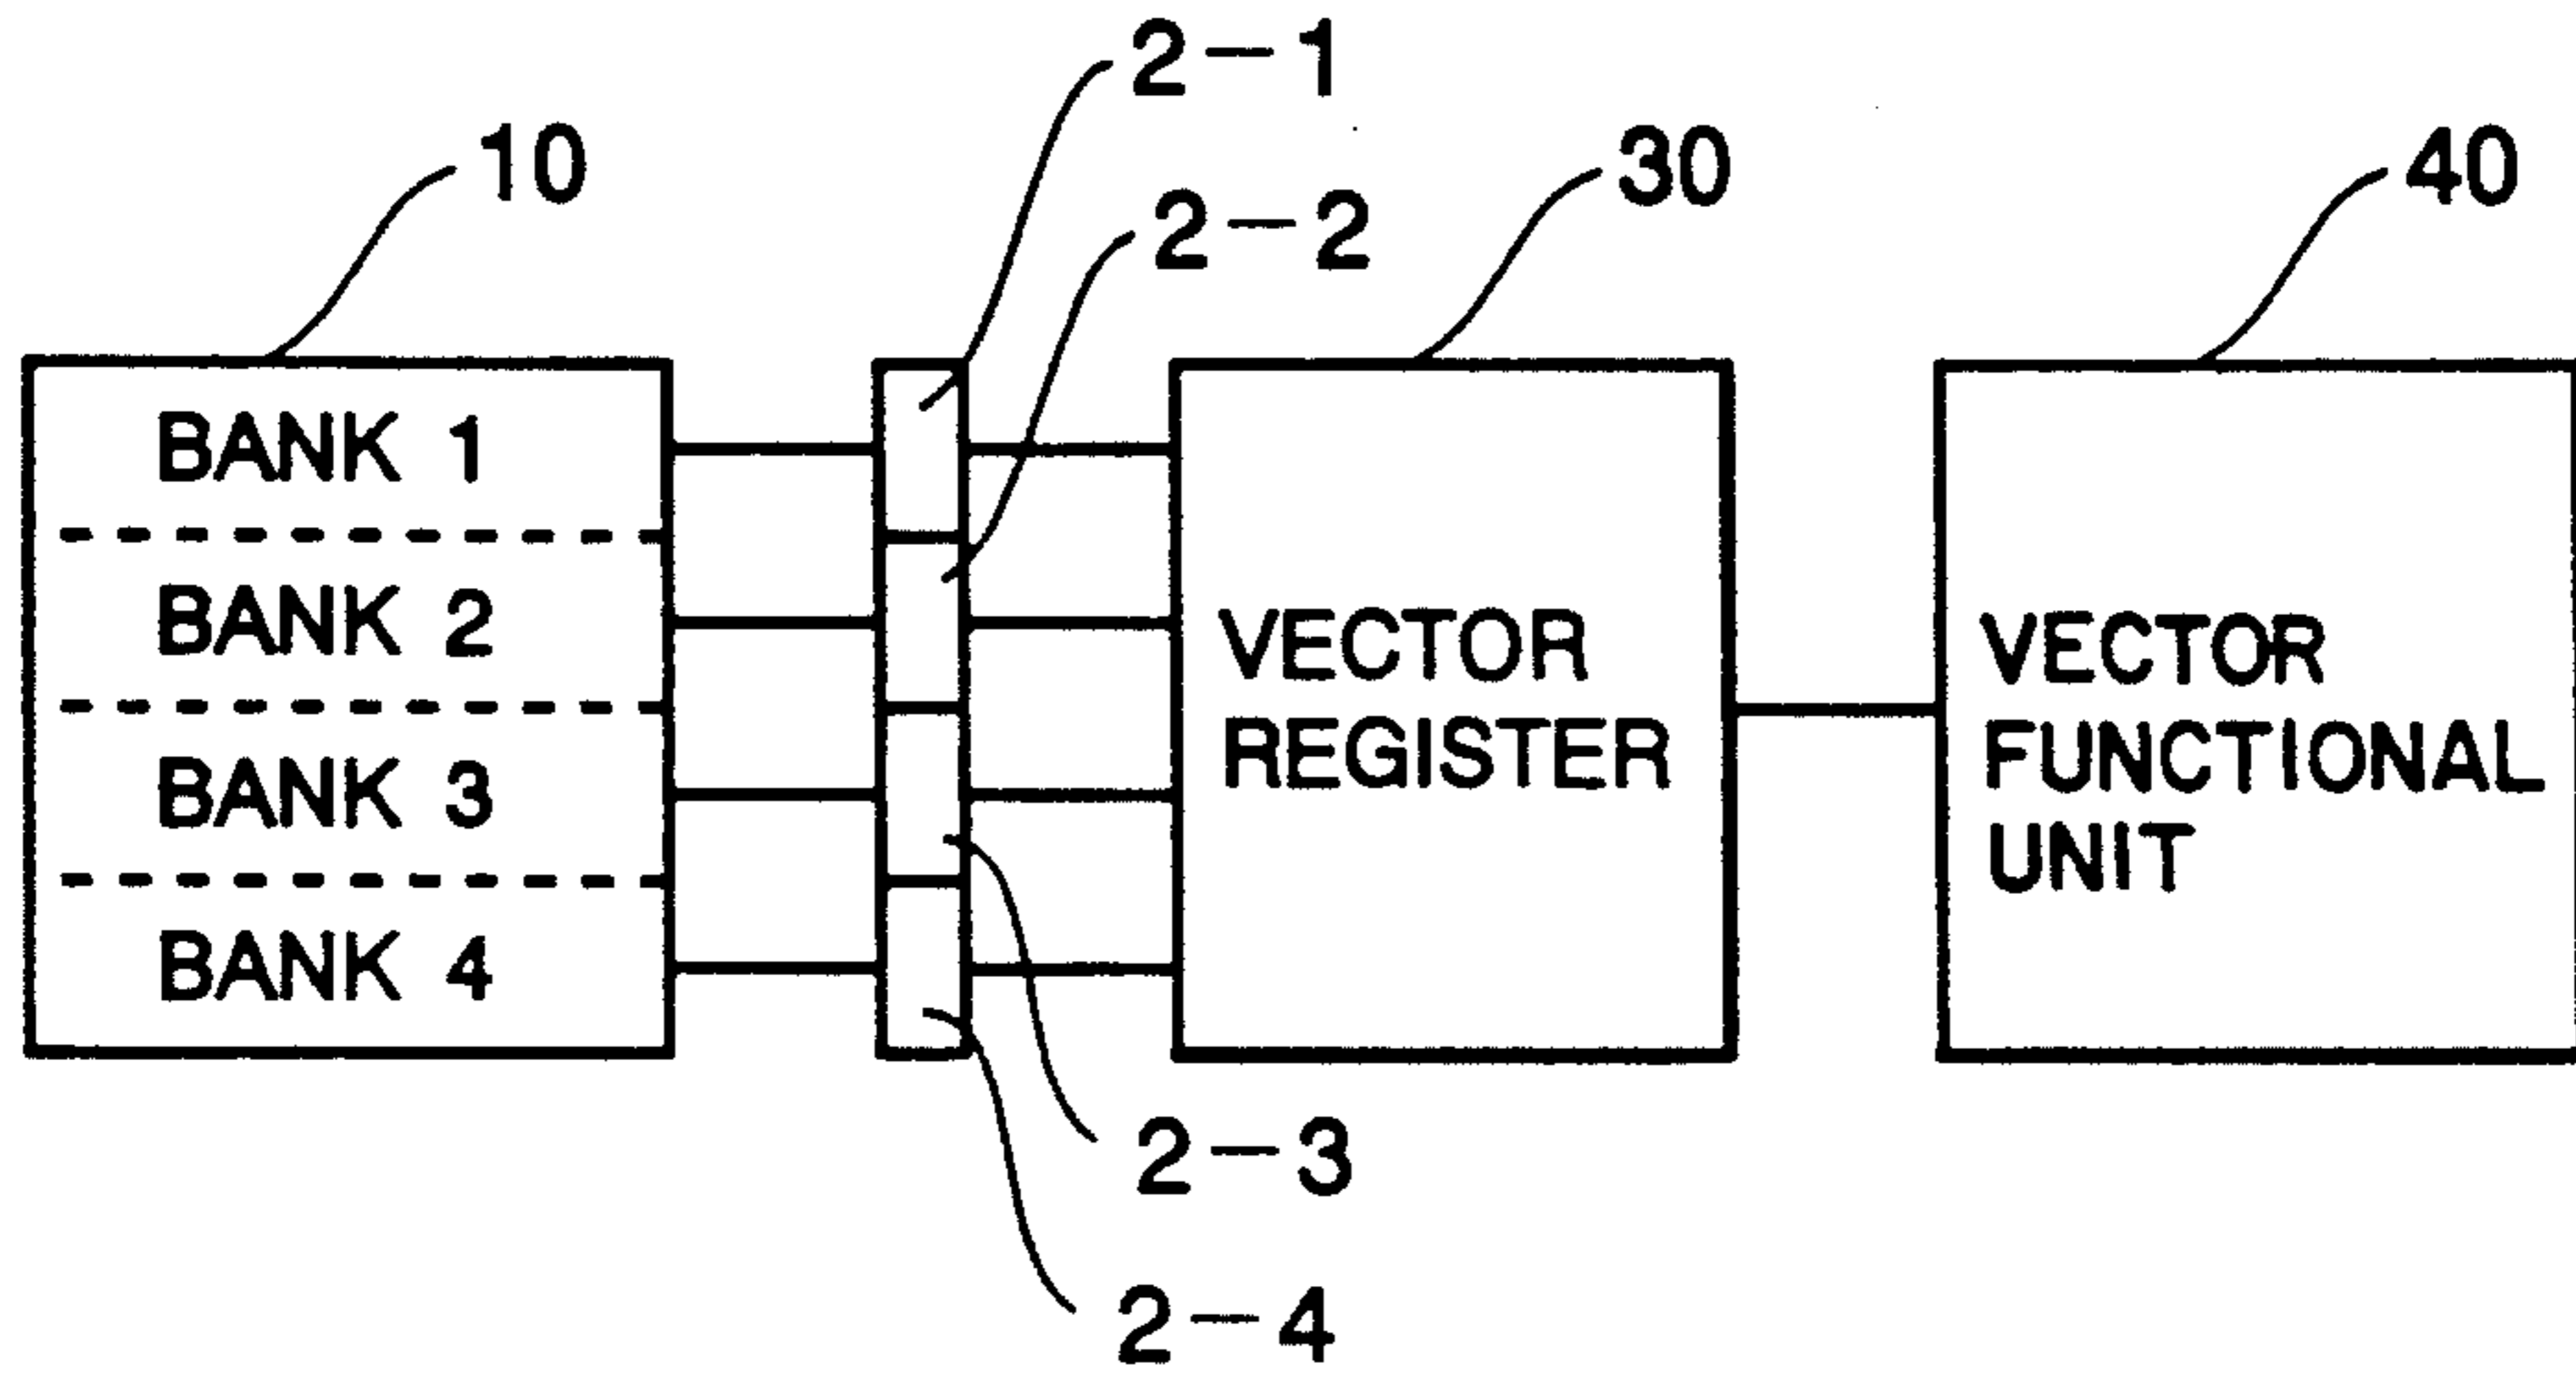 2-1
10
30
40
2-2
BANK 1
BANK 2
BANK 3
BANK 4
VECTOR
REGISTER
VECTOR
FUNCTIONAL
UNIT
2-3
2-4